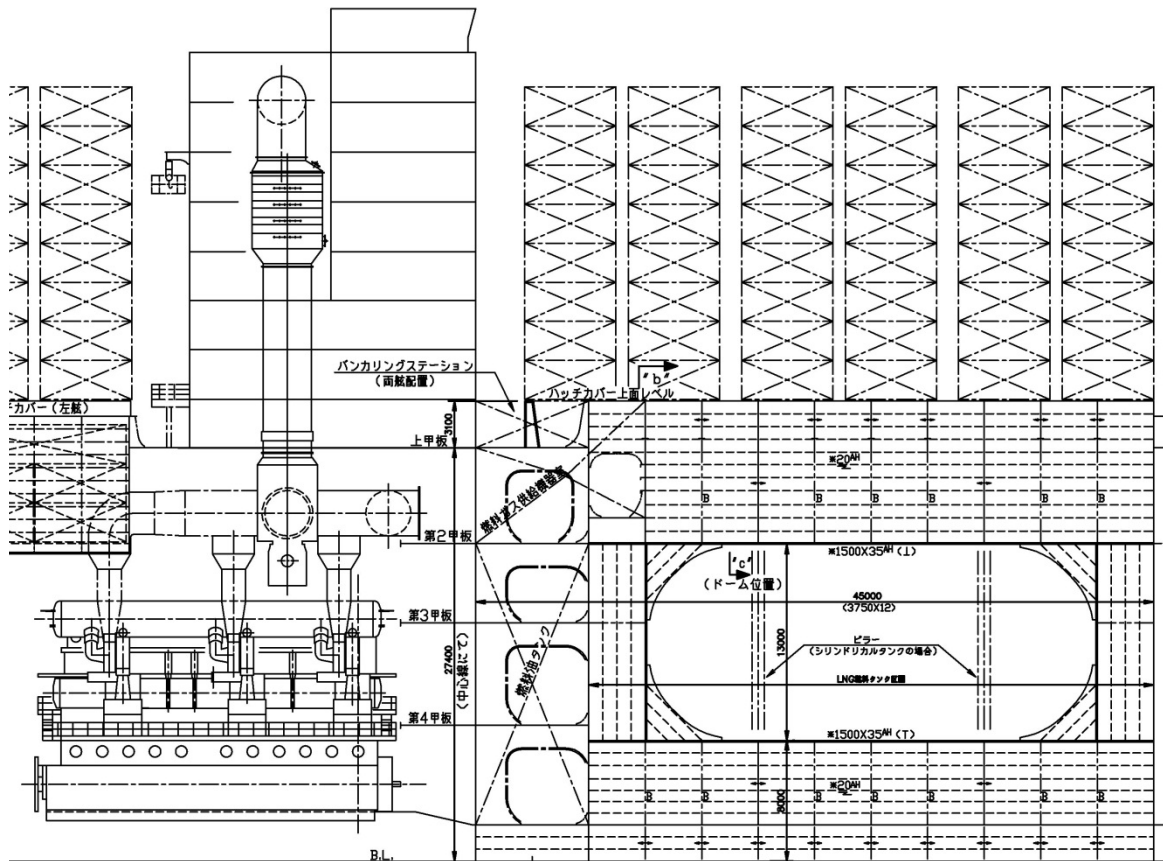 バンカリングステーション
(両舷配置)
"b"
ハッチカバー上面レベル
チカバー(左舷)
3100
上甲板
※20AH
燃料ガス供給機器室
B B B B B B
第2甲板
※1500X35AH(⊥)
"c"
(ドーム位置)
45000
(3750X12)
第3甲板
13000
ピラー
(シリンドリカルタンクの場合)
27400
(中心線にて)
燃料油タンク
LNG燃料タンク区画
第4甲板
※1500X35AH(T)
※20AH
8000
B B B B B B B
B.L.